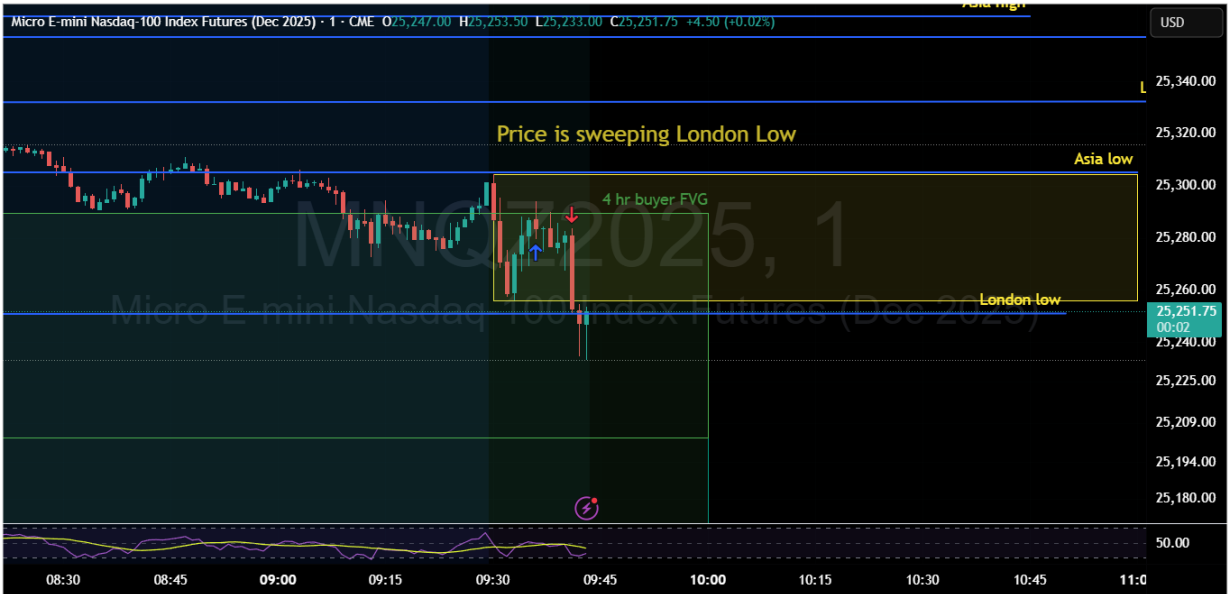 Asia high
Micro E-mini Nasdaq-100 Index Futures (Dec 2025) · 1 · CME O25,247.00 H25,253.50 L25,233.00 C25,251.75 +4.50 (+0.02%)
USD
25,340.00
L
Price is sweeping London Low
25,320.00
Asia low
25,300.00
4 hr buyer FVG
MNQZ2025, 1
25,280.00
25,260.00
London low
Micro E-mini Nasdaq-100 Index Futures (Dec 2025)
25,251.75
00:02
25,240.00
25,225.00
25,209.00
25,194.00
25,180.00
50.00
08:30 08:45 09:00 09:15 09:30 09:45 10:00 10:15 10:30 10:45 11:0